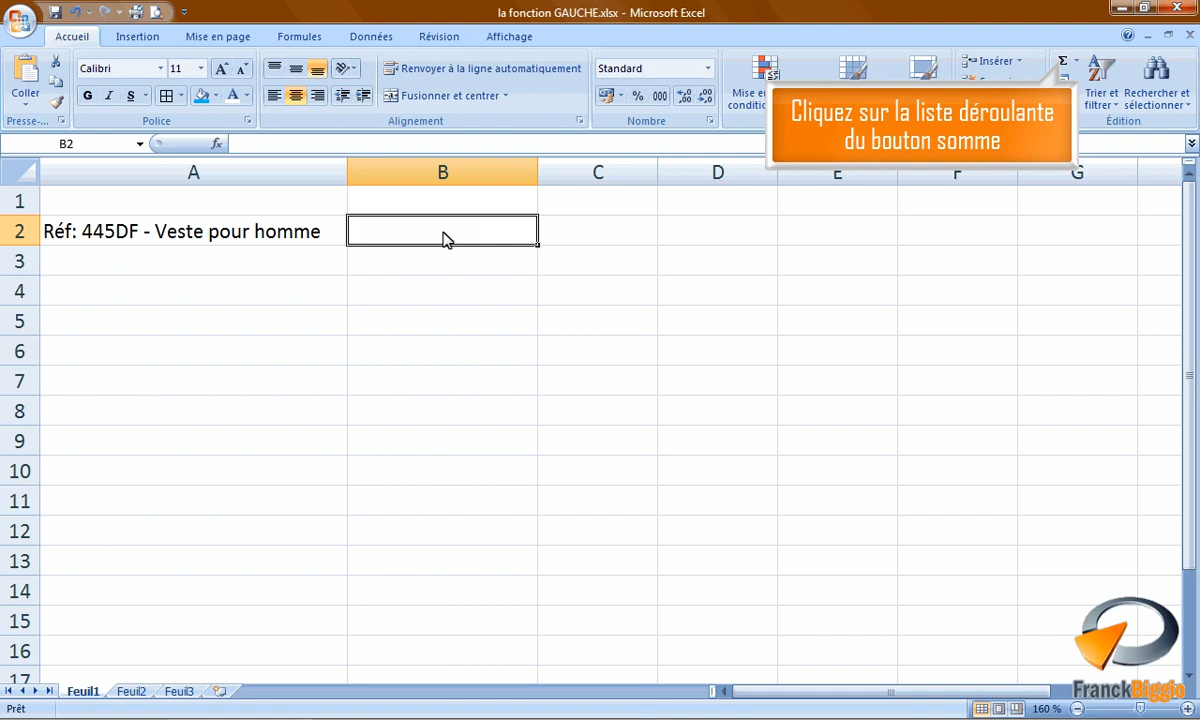 la fonction GAUCHE.xlsx - Microsoft Excel
Accueil Insertion Mise en page Formules Données Révision Affichage
Coller
Calibri 11
Renvoyer à la ligne automatiquement
Standard
Insérer
Σ
G I S
Fusionner et centrer
% 000
Mise en
conditio
Trier et
filtrer
Rechercher et
sélectionner
Presse-... Police Alignement Nombre Édition
Cliquez sur la liste déroulante
du bouton somme
B2 fx
A B C D E F G
1
2 Réf: 445DF - Veste pour homme
3
4
5
6
7
8
9
10
11
12
13
14
15
16
17
FranckBiggio
Feuil1 Feuil2 Feuil3
Prêt 160 %